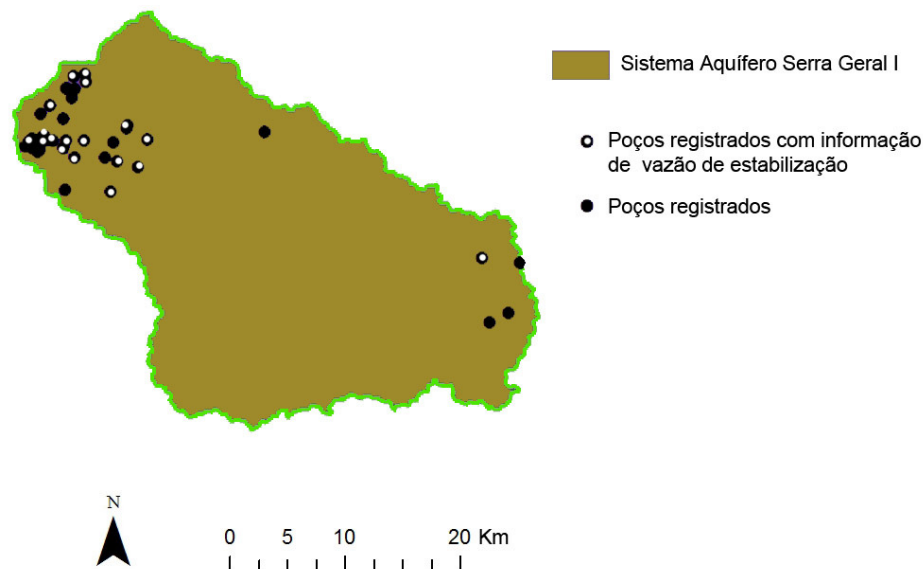 Sistema Aquífero Serra Geral I
Poços registrados com informação
de vazão de estabilização
Poços registrados
N
0 5 10 20 Km